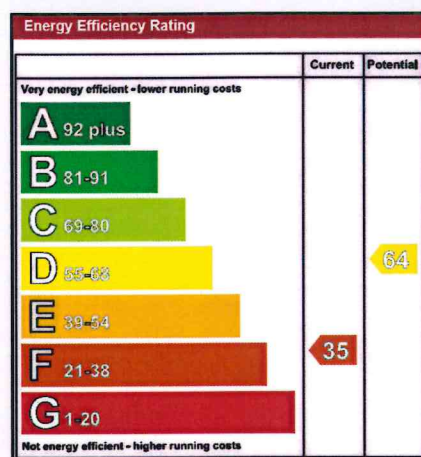 Energy Efficiency Rating
Current Potential
Very energy efficient - lower running costs
A 92 plus
B 81-91
C 69-80
D 55-68
64
E 39-54
F 21-38
35
G 1-20
Not energy efficient - higher running costs